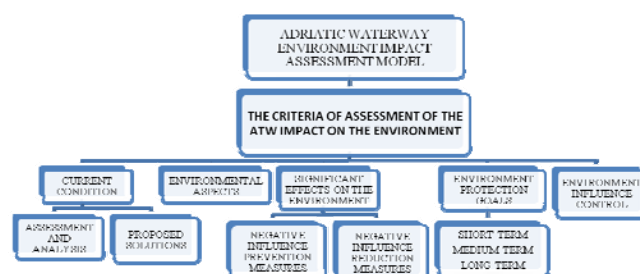 ADRIATIC WATERWAY
ENVIRONMENT IMPACT
ASSESSMENT MODEL
THE CRITERIA OF ASSESSMENT OF THE
ATW IMPACT ON THE ENVIRONMENT
CURRENT
CONDITION
ENVIRONMENTAL
ASPECTS
SIGNIFICANT
EFFECTS ON THE
ENVIRONMENT
ENVIRONMENT
PROTECTION
GOALS
ENVIRONMENT
INFLUENCE
CONTROL
ASSESSMENT
AND
ANALYSIS
PROPOSED
SOLUTIONS
NEGATIVE
INFLUENCE
PREVENTION
MEASURES
NEGATIVE
INFLUENCE
REDUCTION
MEASURES
SHORT TERM
MEDIUM TERM
LONG TERM